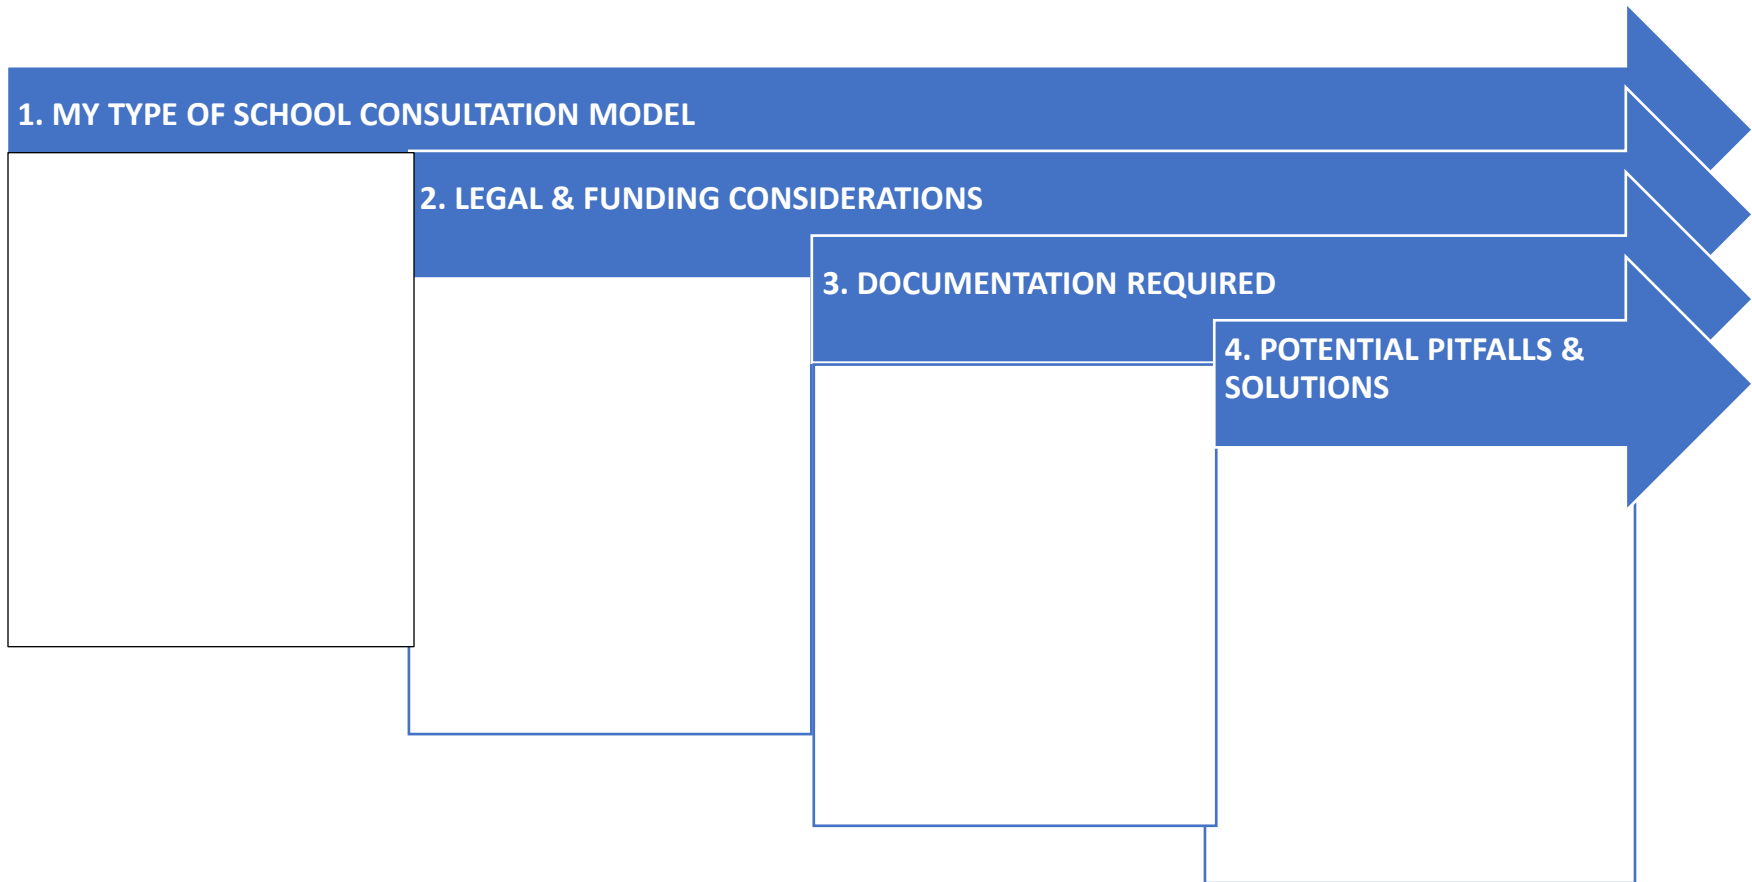 1. MY TYPE OF SCHOOL CONSULTATION MODEL
2. LEGAL & FUNDING CONSIDERATIONS
3. DOCUMENTATION REQUIRED
4. POTENTIAL PITFALLS &
SOLUTIONS